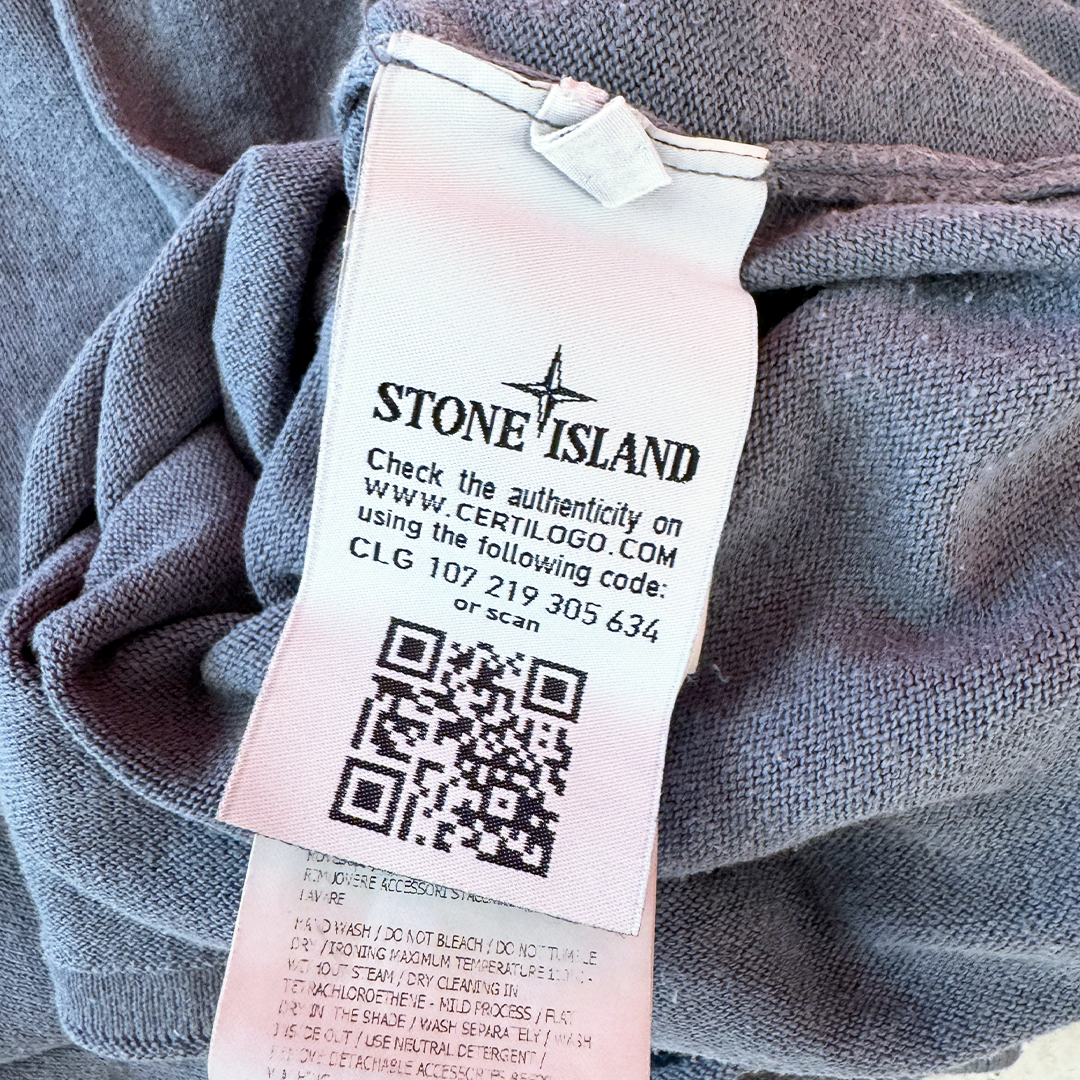 STONE ISLAND
Check the authenticity on
WWW.CERTILOGO.COM
using the following code:
CLG 107 219 305 634
or scan
RIMUOVERE ACCESSORI
LAVARE
HAND WASH / DO NOT BLEACH / DO NOT TUMBLE
DRY / IRONING MAXIMUM TEMPERATURE
WITHOUT STEAM / DRY CLEANING IN
TETRACHLOROETHENE - MILD PROCESS / FLAT
DRY IN THE SHADE / WASH SEPARATELY / WASH
INSIDE OUT / USE NEUTRAL DETERGENT /
REMOVE DETACHABLE ACCESSORIES BEFORE